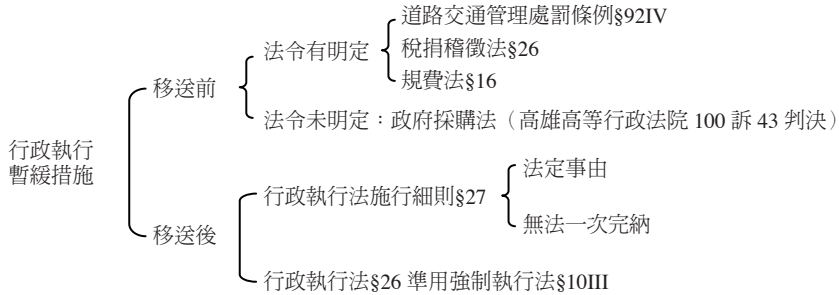 道路交通管理處罰條例§92IV
法令有明定
稅捐稽徵法§26
規費法§16
移送前
法令未明定：政府採購法（高雄高等行政法院 100 訴 43 判決）
行政執行
暫緩措施
法定事由
行政執行法施行細則§27
無法一次完納
移送後
行政執行法§26 準用強制執行法§10III